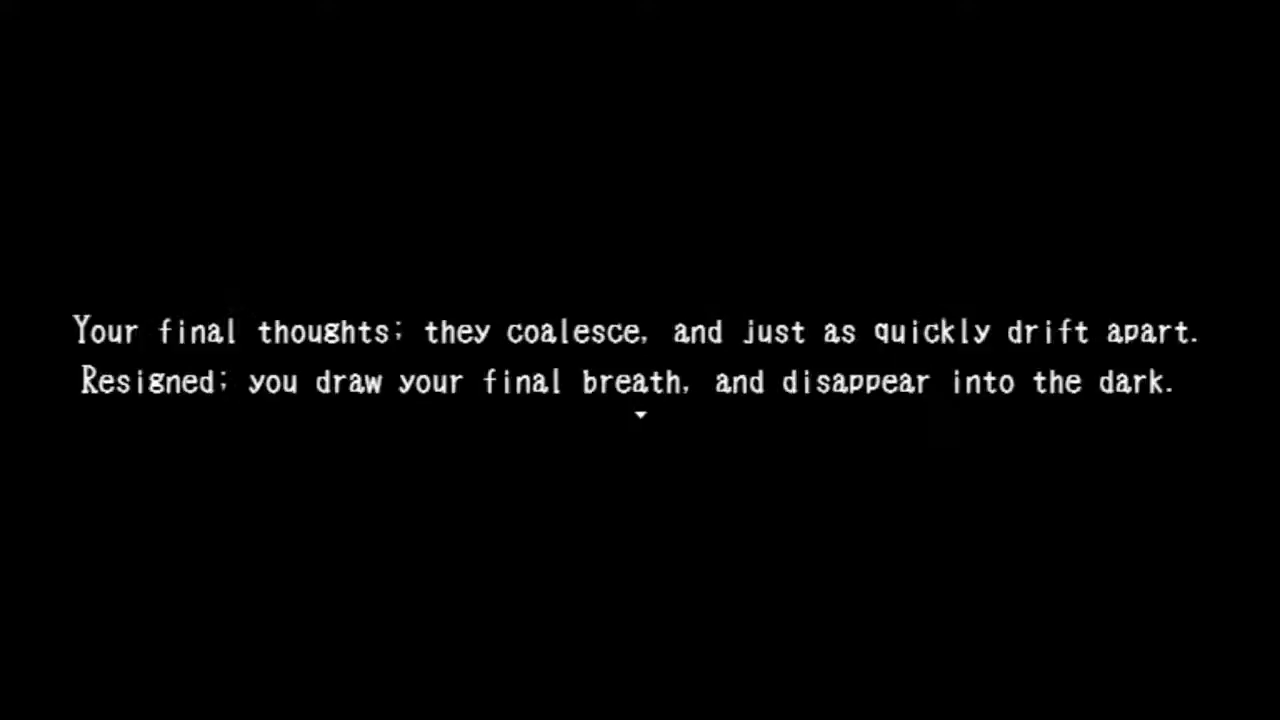 Your final thoughts; they coalesce, and just as quickly drift apart.
Resigned; you draw your final breath, and disappear into the dark.